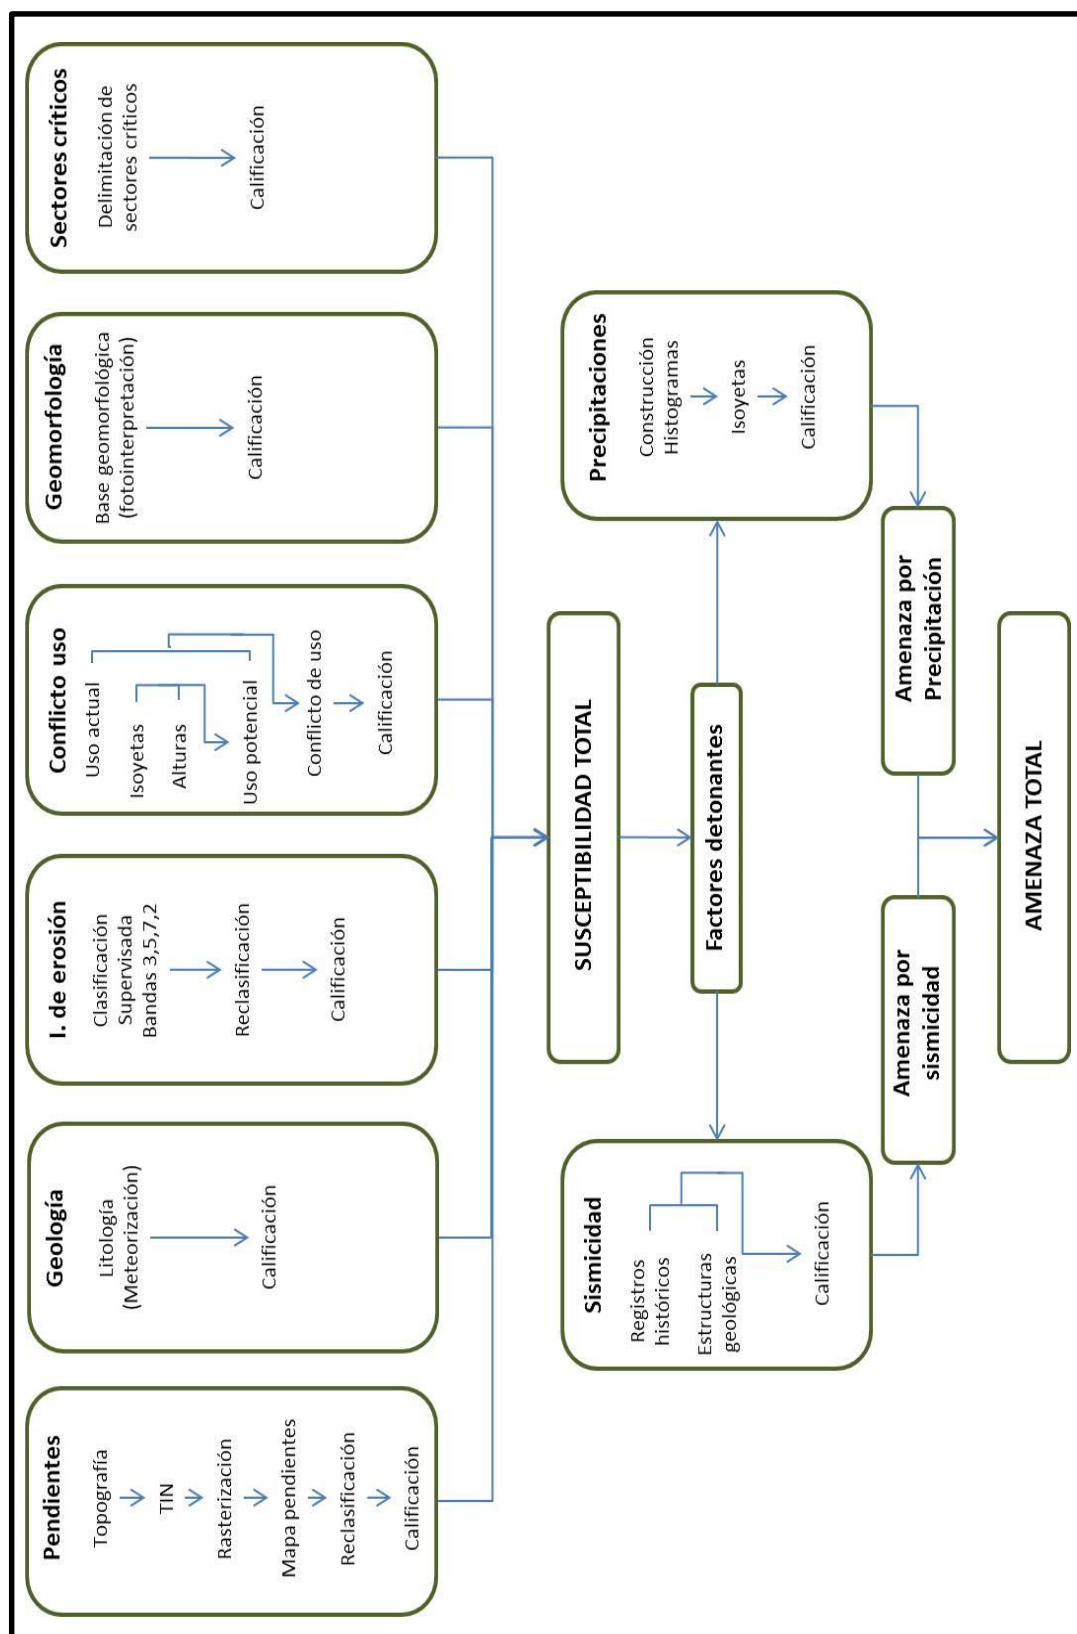 Pendientes
Topografía
TIN
Rasterización
Mapa pendientes
Reclasificación
Calificación
Geología
Litología
(Meteorización)
Calificación
I. de erosión
Clasificación
Supervisada
Bandas 3,5,7,2
Reclasificación
Calificación
Conflicto uso
Uso actual
Isoyetas
Alturas
Uso potencial
Conflicto de uso
Calificación
Geomorfología
Base geomorfológica
(fotointerpretación)
Calificación
Sectores críticos
Delimitación de
sectores críticos
Calificación
SUSCEPTIBILIDAD TOTAL
Factores detonantes
Sismicidad
Registros
históricos
Estructuras
geológicas
Calificación
Precipitaciones
Construcción
Histogramas
Isoyetas
Calificación
Amenaza por
sismicidad
Amenaza por
Precipitación
AMENAZA TOTAL